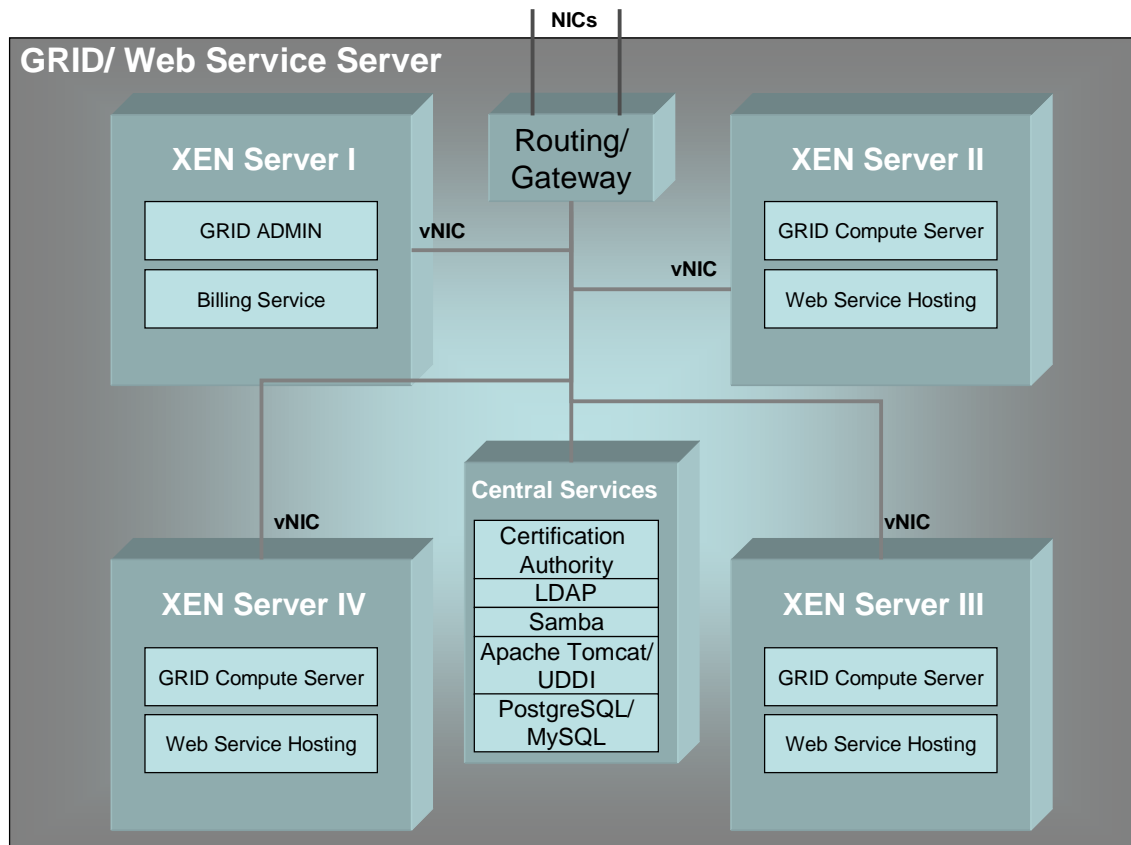 NICs
GRID/ Web Service Server
XEN Server I
GRID ADMIN
Billing Service
Routing/
Gateway
XEN Server II
GRID Compute Server
Web Service Hosting
vNIC
vNIC
Central Services
Certification
Authority
LDAP
Samba
Apache Tomcat/
UDDI
PostgreSQL/
MySQL
vNIC
XEN Server IV
GRID Compute Server
Web Service Hosting
vNIC
XEN Server III
GRID Compute Server
Web Service Hosting